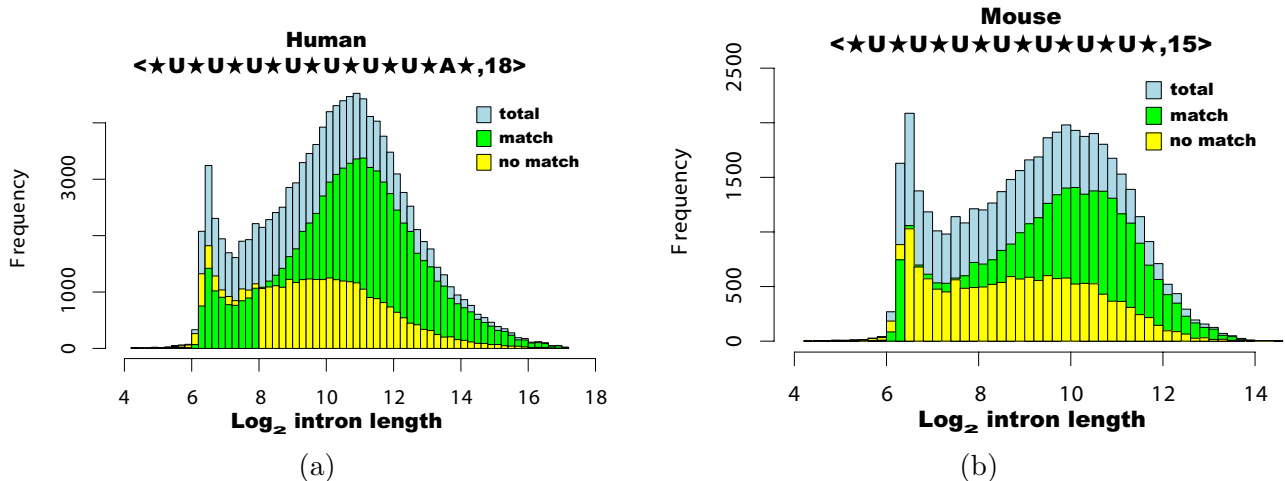 Human
<★U★U★U★U★U★U★U★A★,18>
total
match
no match
Frequency
0
1000
3000
4
6
8
10
12
14
16
18
Log₂ intron length
(a)
Mouse
<★U★U★U★U★U★U★U★,15>
total
match
no match
Frequency
0
500
1500
2500
4
6
8
10
12
14
Log₂ intron length
(b)